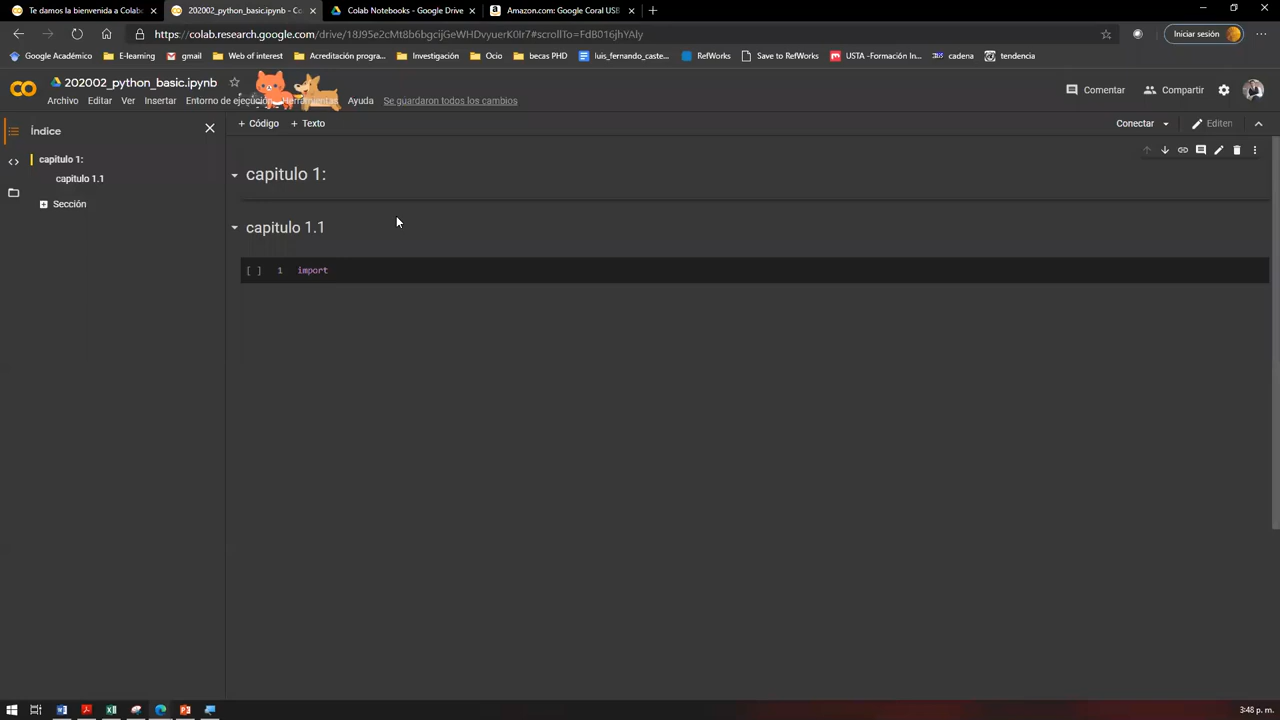 Te damos la bienvenida a Colabo
202002_python_basic.ipynb - Co
Colab Notebooks - Google Drive
Amazon.com: Google Coral USB
https://colab.research.google.com/drive/18J95e2cMt8b6bgcijGeWHDvyuerK0Ir7#scrollTo=FdB016jhYAly
Iniciar sesión
Google Académico
E-Learning
gmail
Web of interest
Acreditación progra...
Investigación
Ocio
becas PHD
luis_fernando_caste...
RefWorks
Save to RefWorks
USTA -Formación In...
cadena
tendencia
202002_python_basic.ipynb
Archivo Editar Ver Insertar Entorno de ejecución Herramientas Ayuda Se guardaron todos los cambios
Comentar
Compartir
Índice
+ Código + Texto
Conectar
Editen
capitulo 1:
capitulo 1.1
Sección
capitulo 1:
capitulo 1.1
[ ] 1 import
3:48 p. m.